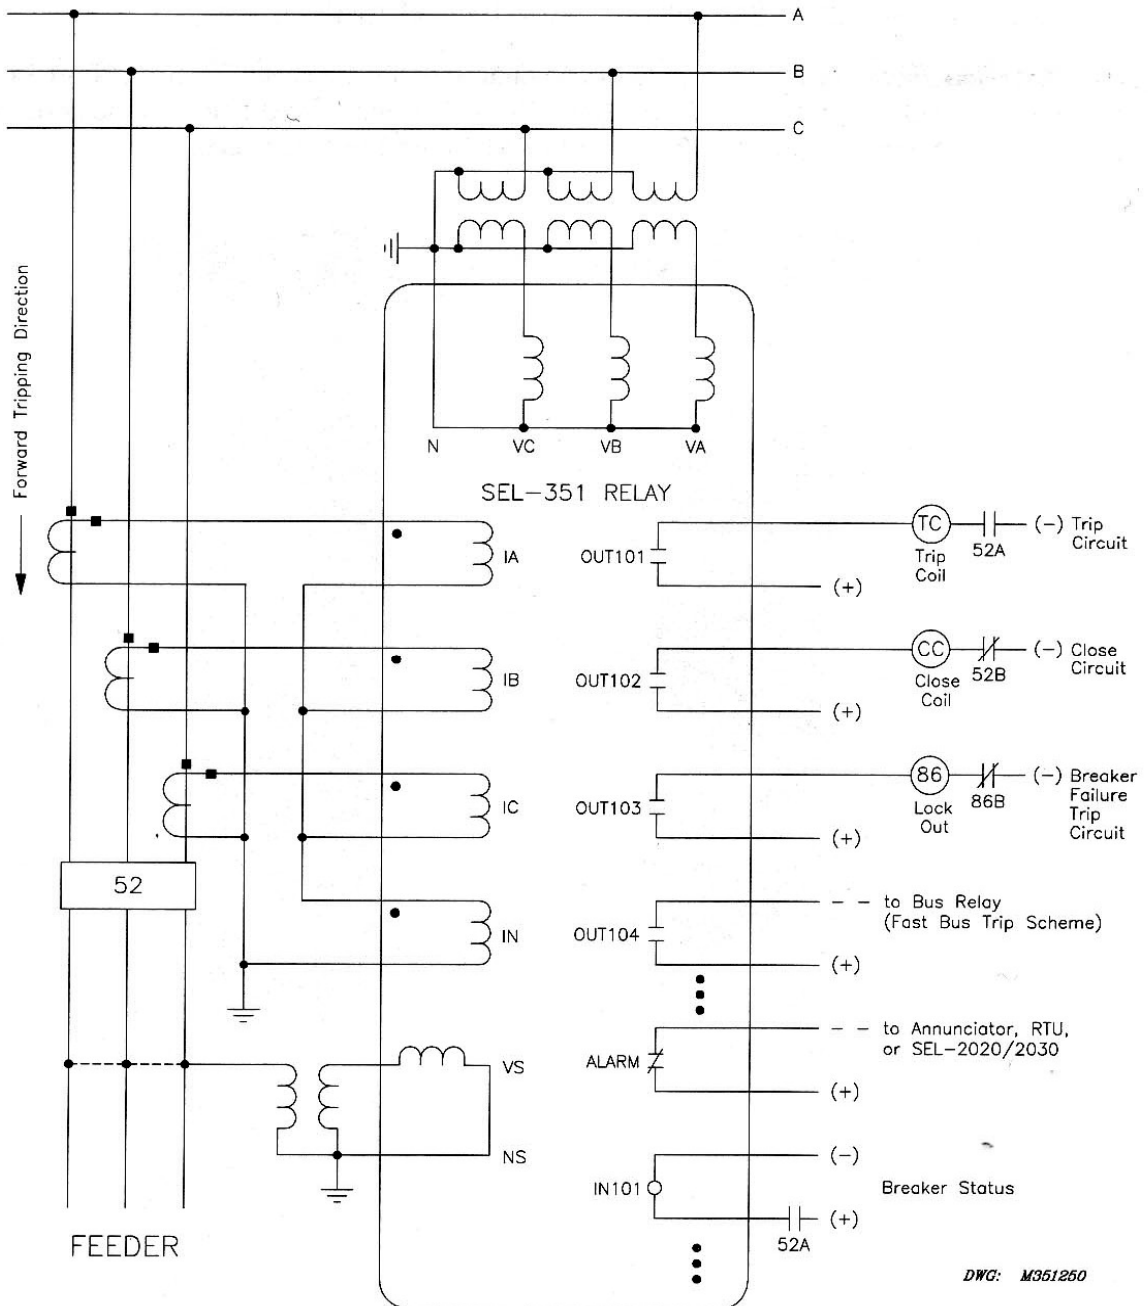 A
B
C
Forward Tripping Direction
N
VC
VB
VA
SEL-351 RELAY
IA
OUT101
TC
Trip
Coil
52A
(-) Trip
Circuit
(+)
IB
OUT102
CC
Close
Coil
52B
(-) Close
Circuit
(+)
IC
OUT103
86
Lock
Out
86B
(-) Breaker
Failure
Trip
Circuit
(+)
52
IN
OUT104
to Bus Relay
(Fast Bus Trip Scheme)
(+)
VS
ALARM
to Annunciator, RTU,
or SEL-2020/2030
(+)
NS
IN101
(-)
Breaker Status
52A
(+)
FEEDER
DWG: M351250